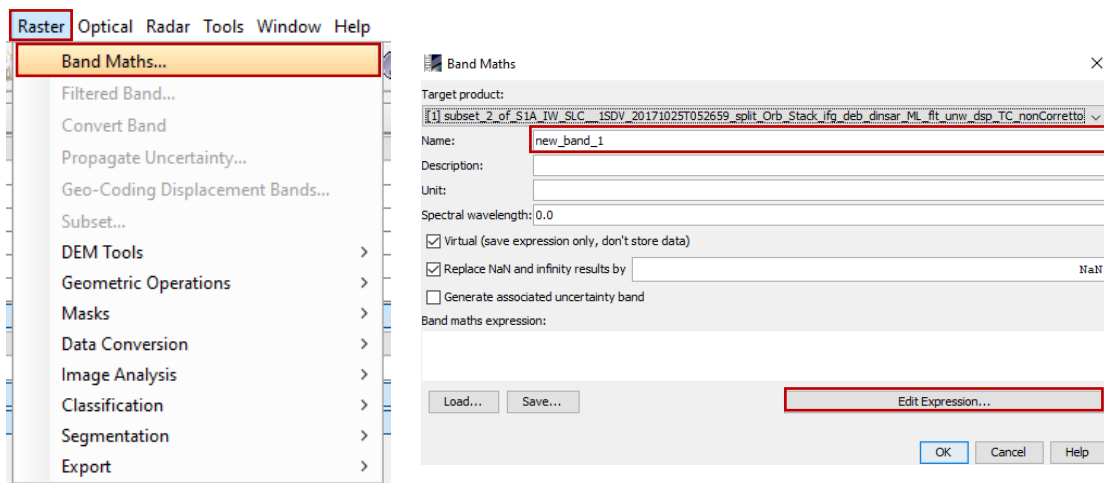 Raster Optical Radar Tools Window Help
Band Maths...
Filtered Band...
Convert Band
Propagate Uncertainty...
Geo-Coding Displacement Bands...
Subset...
DEM Tools
Geometric Operations
Masks
Data Conversion
Image Analysis
Classification
Segmentation
Export
Band Maths
Target product:
[1] subset_2_of_S1A_IW_SLC__1SDV_20171025T052659_split_Orb_Stack_ifg_deb_dinsar_ML_flt_unw_dsp_TC_nonCorretto
Name: new_band_1
Description:
Unit:
Spectral wavelength: 0.0
Virtual (save expression only, don't store data)
Replace NaN and infinity results by NaN
Generate associated uncertainty band
Band maths expression:
Load... Save... Edit Expression...
OK Cancel Help